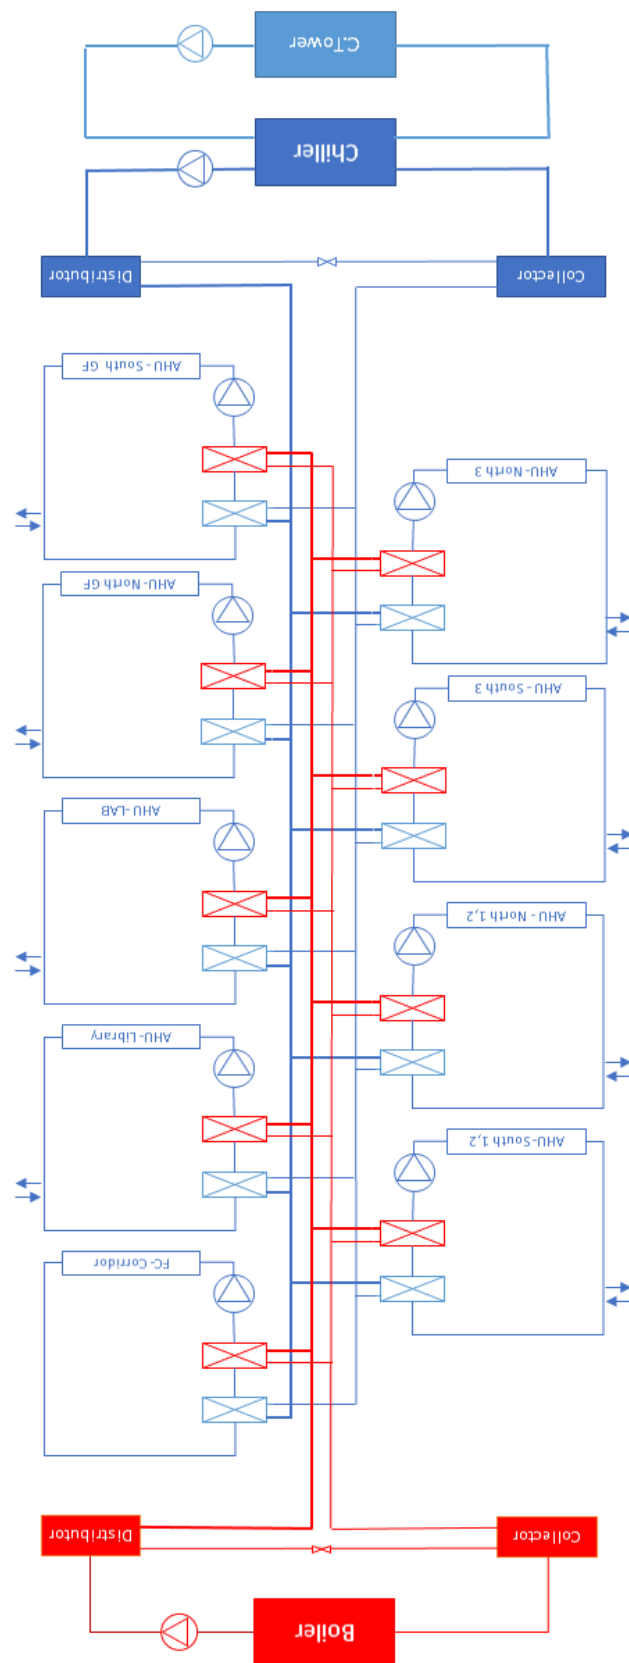 Boiler
Collector
Distributor
FC-Corridor
AHU-South 1,2
AHU-Library
AHU - North 1,2
AHU-LAB
AHU - South 3
AHU-North GF
AHU-North 3
AHU-South GF
Collector
Distributor
Chiller
C.Tower